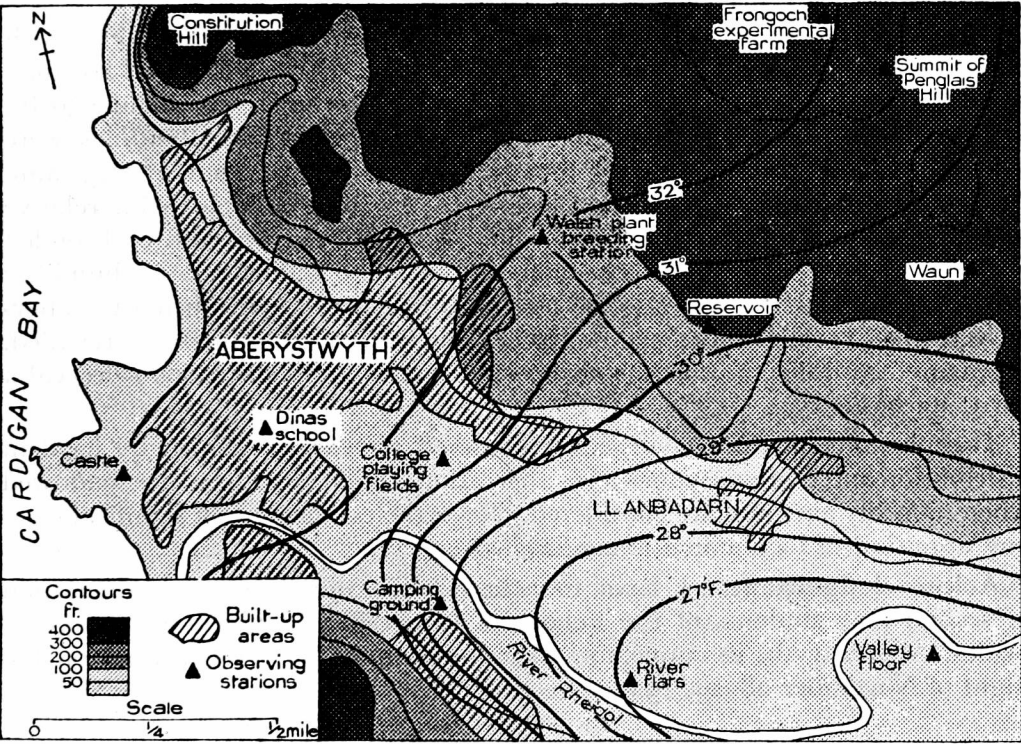 N
Constitution
Hill
Frongoch
experimental
farm
Summit of
Penglais
Hill
32°
Welsh plant
breeding
station
31°
Waun
Reservoir
CARDIGAN BAY
ABERYSTWYTH
30°
Dinas
school
Castle
College
playing
fields
29°
LLANBADARN
28°
27°F.
Camping
ground
River Rheidol
River
flats
Valley
floor
Contours
ft.
400
300
200
100
50
Built-up
areas
Observing
stations
Scale
0 1/4 1/2 mile